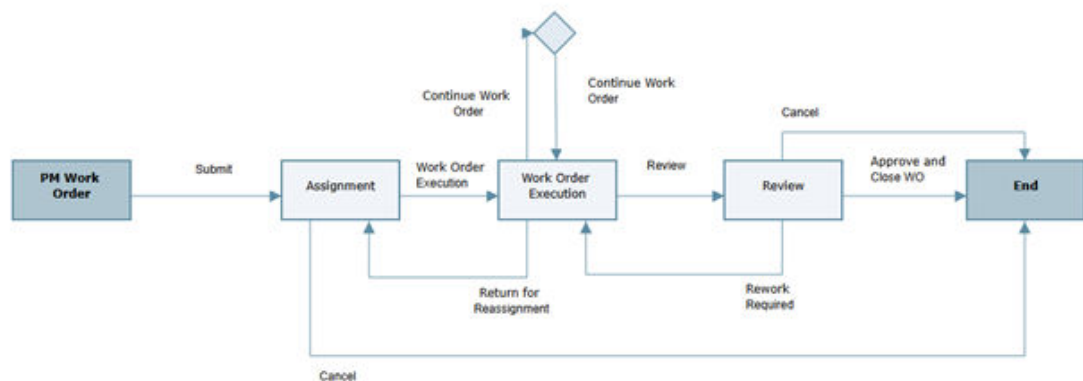 Continue Work
Order
Continue Work
Order
Cancel
PM Work
Order
Submit
Assignment
Work Order
Execution
Work Order
Execution
Review
Review
Approve and
Close WO
End
Return for
Reassignment
Rework
Required
Cancel